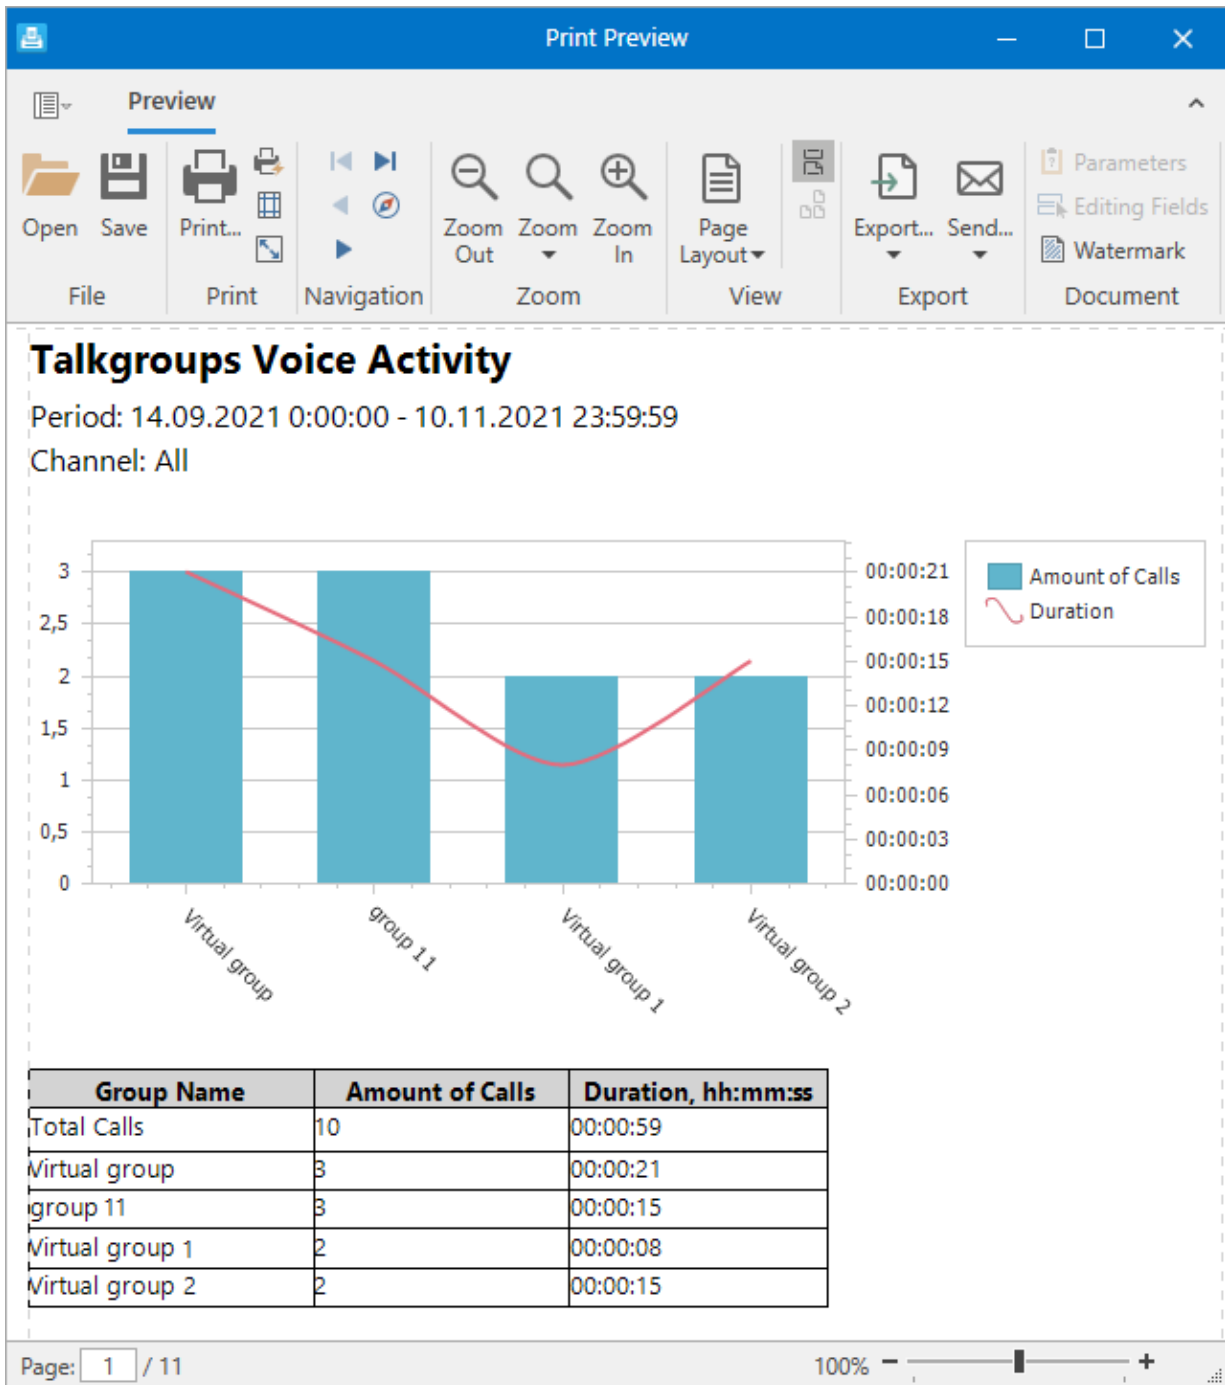 Print Preview
Preview
Open Save Print... Zoom Out Zoom Zoom In Page Layout Export... Send... Parameters
Editing Fields
Watermark
File Print Navigation Zoom View Export Document
Talkgroups Voice Activity
Period: 14.09.2021 0:00:00 - 10.11.2021 23:59:59
Channel: All
3
2,5
2
1,5
1
0,5
0
00:00:21
00:00:18
00:00:15
00:00:12
00:00:09
00:00:06
00:00:03
00:00:00
Amount of Calls
Duration
Virtual group
group 11
Virtual group 1
Virtual group 2
Group Name Amount of Calls Duration, hh:mm:ss
Total Calls 10 00:00:59
Virtual group 3 00:00:21
group 11 3 00:00:15
Virtual group 1 2 00:00:08
Virtual group 2 2 00:00:15
Page: 1 / 11 100%